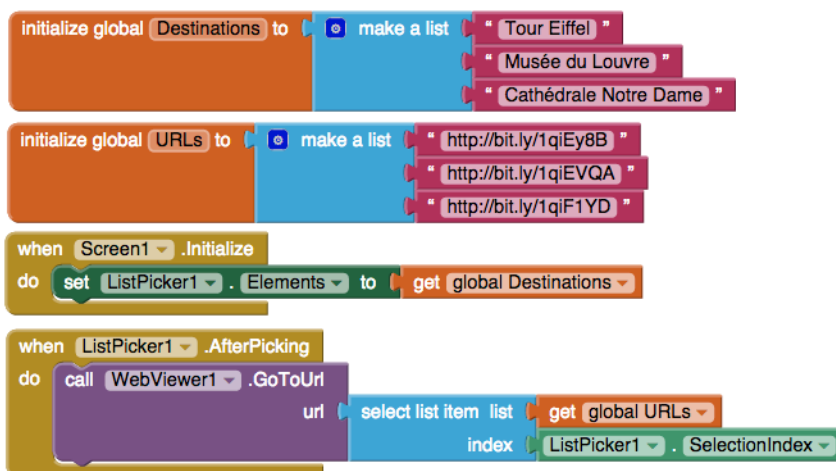 initialize global Destinations to make a list " Tour Eiffel "
" Musée du Louvre "
" Cathédrale Notre Dame "
initialize global URLs to make a list " http://bit.ly/1qiEy8B "
" http://bit.ly/1qiEVQA "
" http://bit.ly/1qiF1YD "
when Screen1 .Initialize
do set ListPicker1 . Elements to get global Destinations
when ListPicker1 .AfterPicking
do call WebViewer1 .GoToUrl
url select list item list get global URLs
index ListPicker1 . SelectionIndex